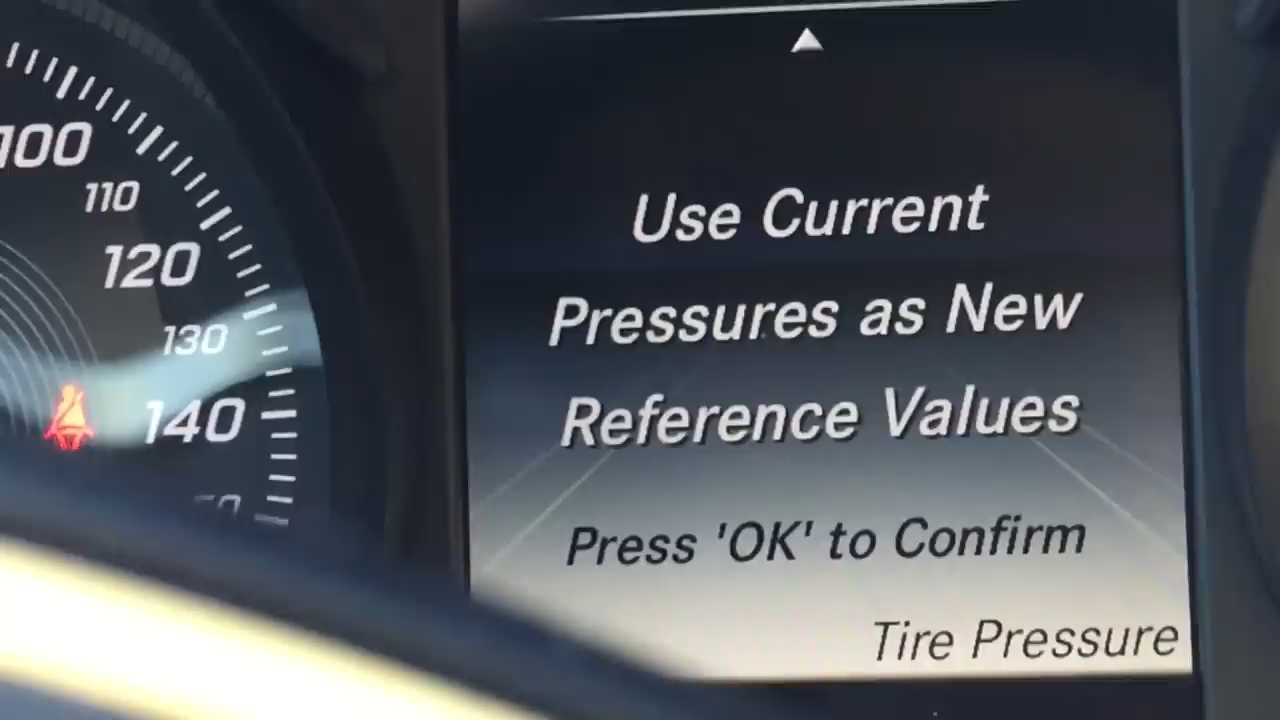 100
110
120
130
140
Use Current
Pressures as New
Reference Values
Press 'OK' to Confirm
Tire Pressure